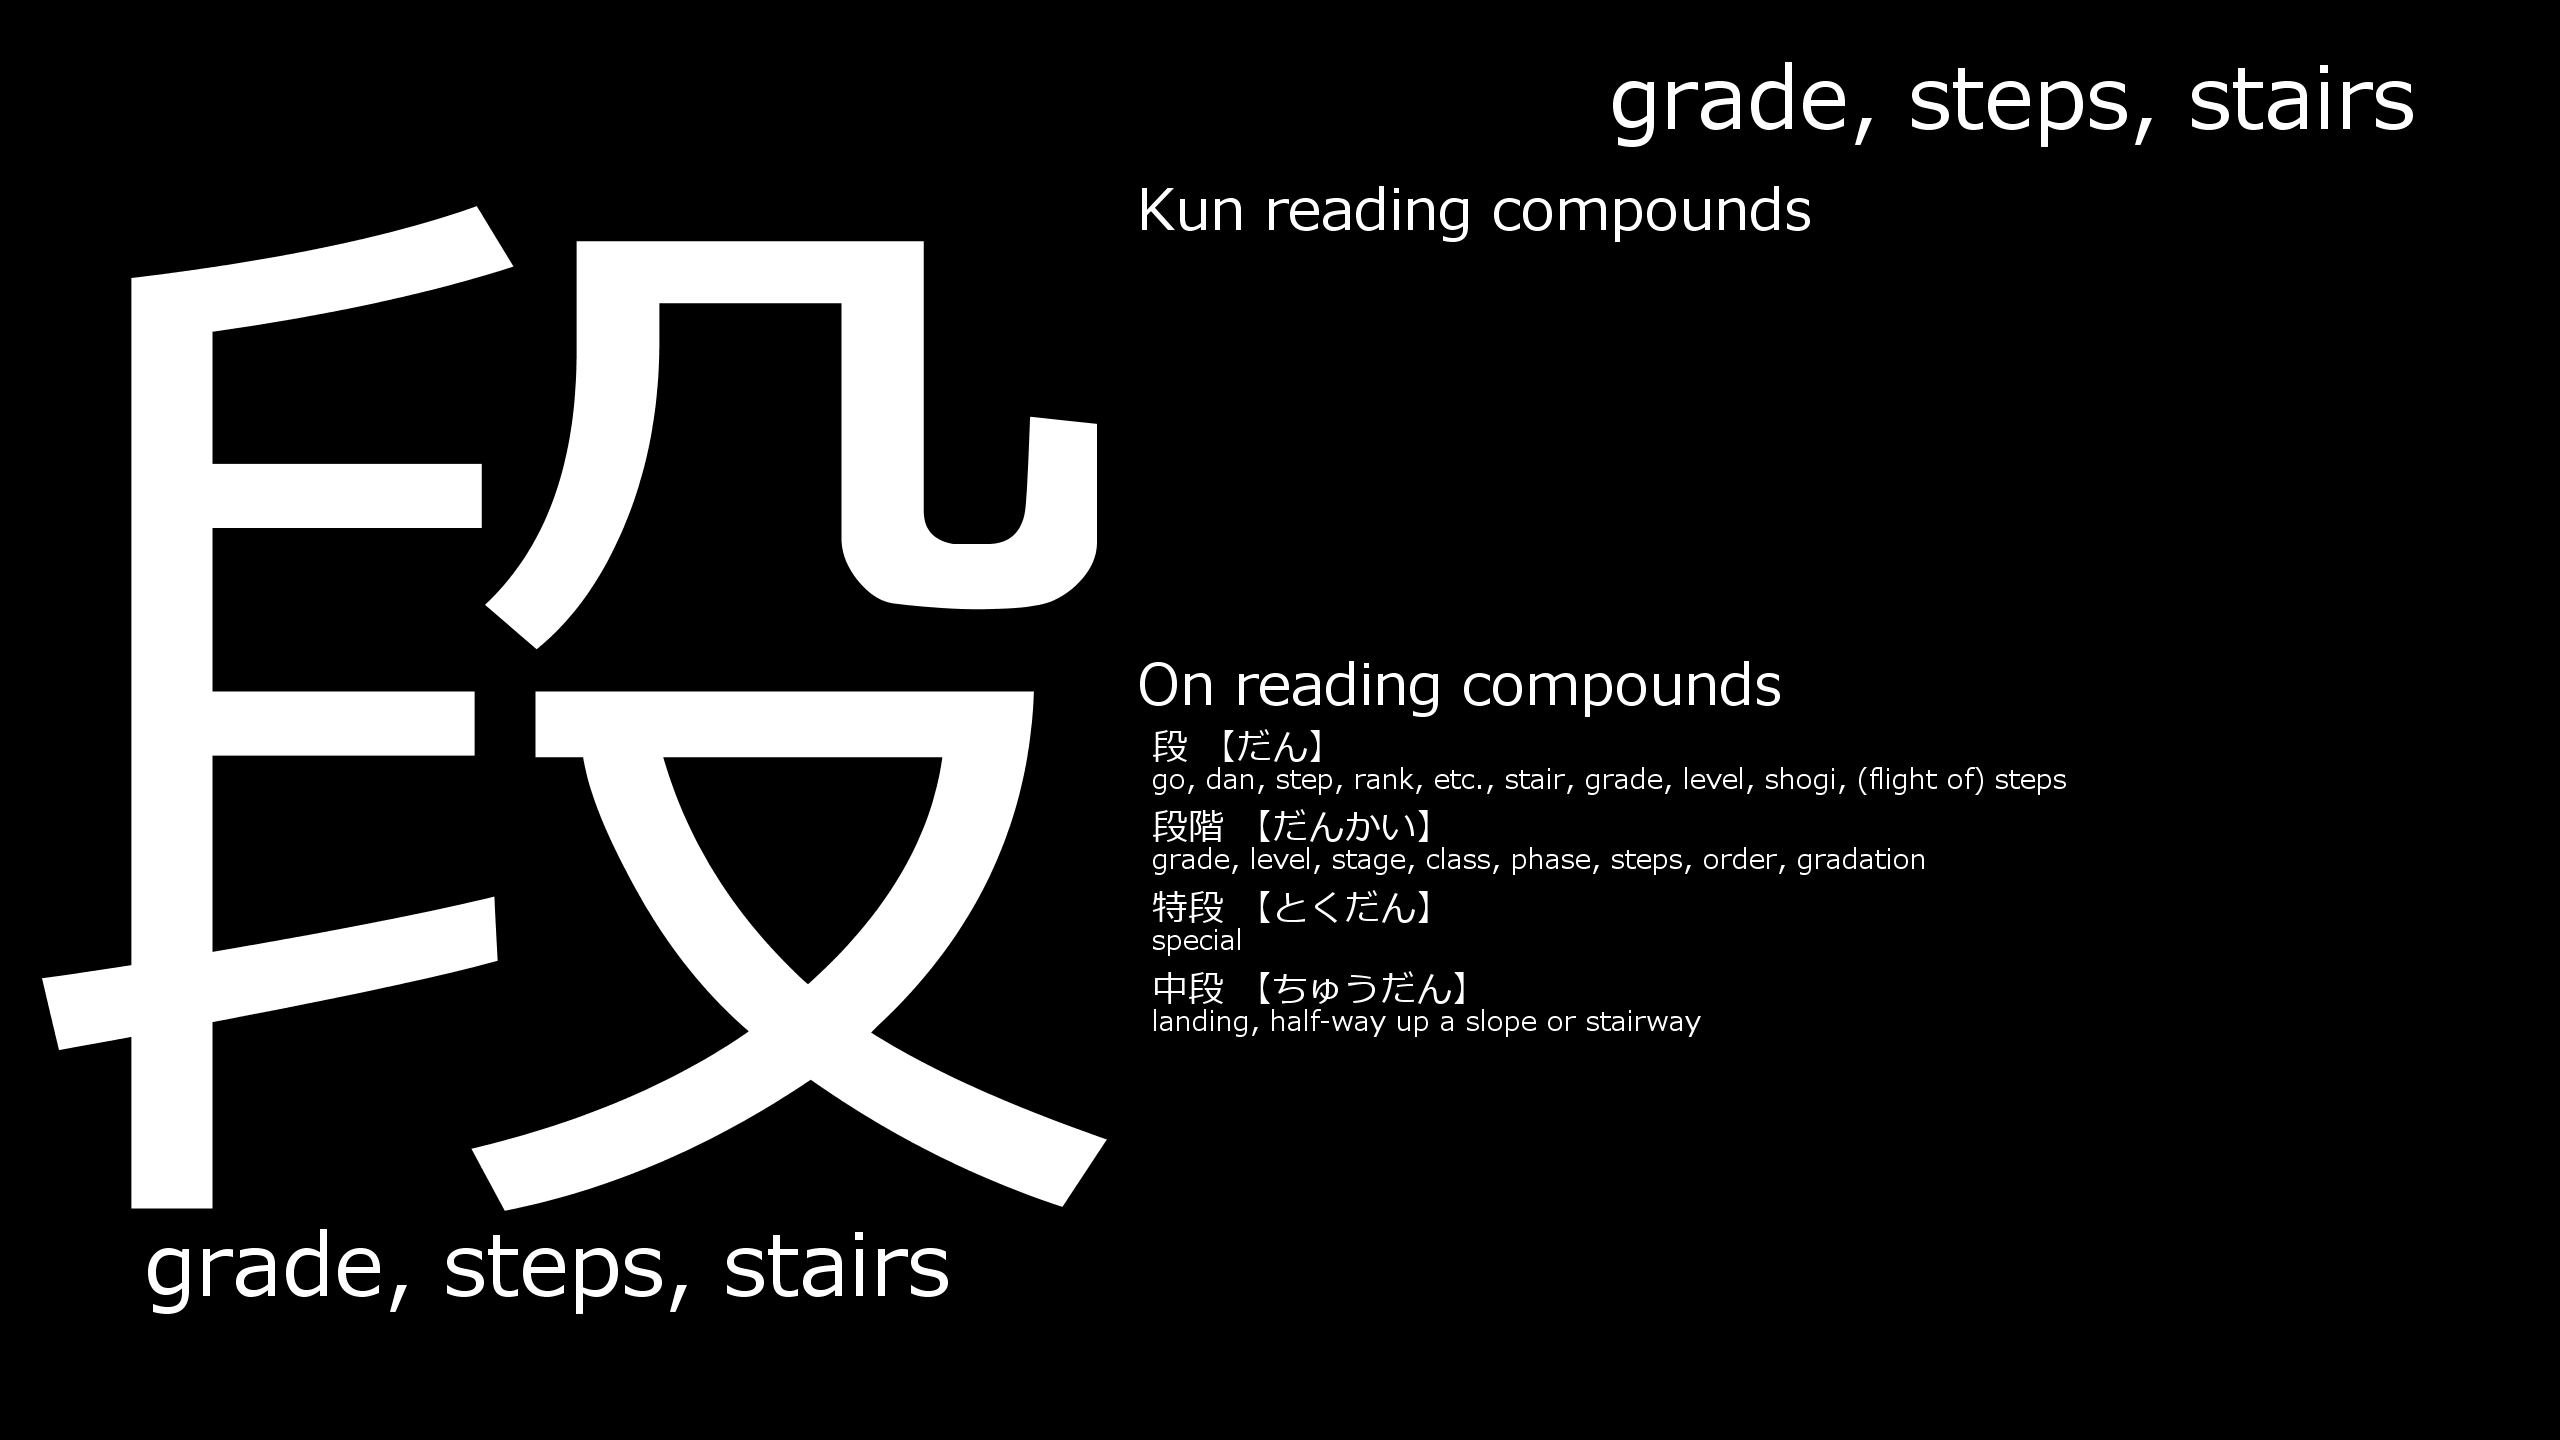 grade, steps, stairs
段
Kun reading compounds
On reading compounds
段 【だん】
go, dan, step, rank, etc., stair, grade, level, shogi, (flight of) steps
段階 【だんかい】
grade, level, stage, class, phase, steps, order, gradation
特段 【とくだん】
special
中段 【ちゅうだん】
landing, half-way up a slope or stairway
grade, steps, stairs